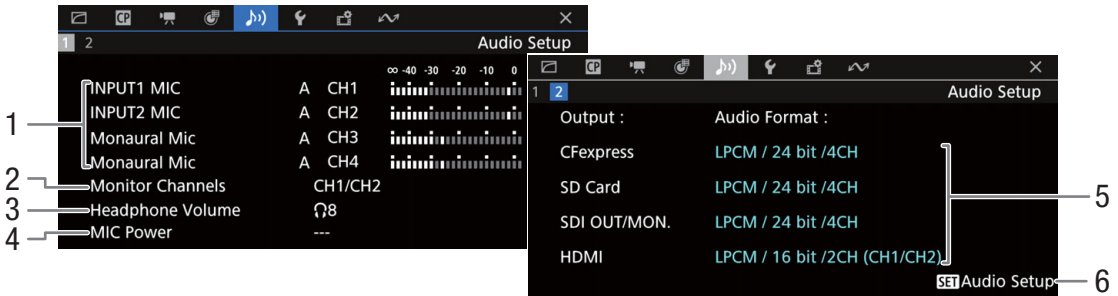 CP
1 2 Audio Setup
∞ -40 -30 -20 -10 0
1
INPUT1 MIC A CH1
INPUT2 MIC A CH2
Monaural Mic A CH3
Monaural Mic A CH4
2 Monitor Channels CH1/CH2
3 Headphone Volume 8
4 MIC Power ---
CP
1 2 Audio Setup
Output : Audio Format :
CFexpress LPCM / 24 bit /4CH
SD Card LPCM / 24 bit /4CH
SDI OUT/MON. LPCM / 24 bit /4CH
HDMI LPCM / 16 bit /2CH (CH1/CH2)
5
SET Audio Setup 6